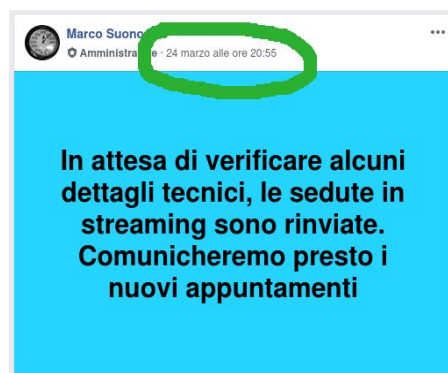 Marco Suono
Amministratore · 24 marzo alle ore 20:55
In attesa di verificare alcuni
dettagli tecnici, le sedute in
streaming sono rinviate.
Comunicheremo presto i
nuovi appuntamenti